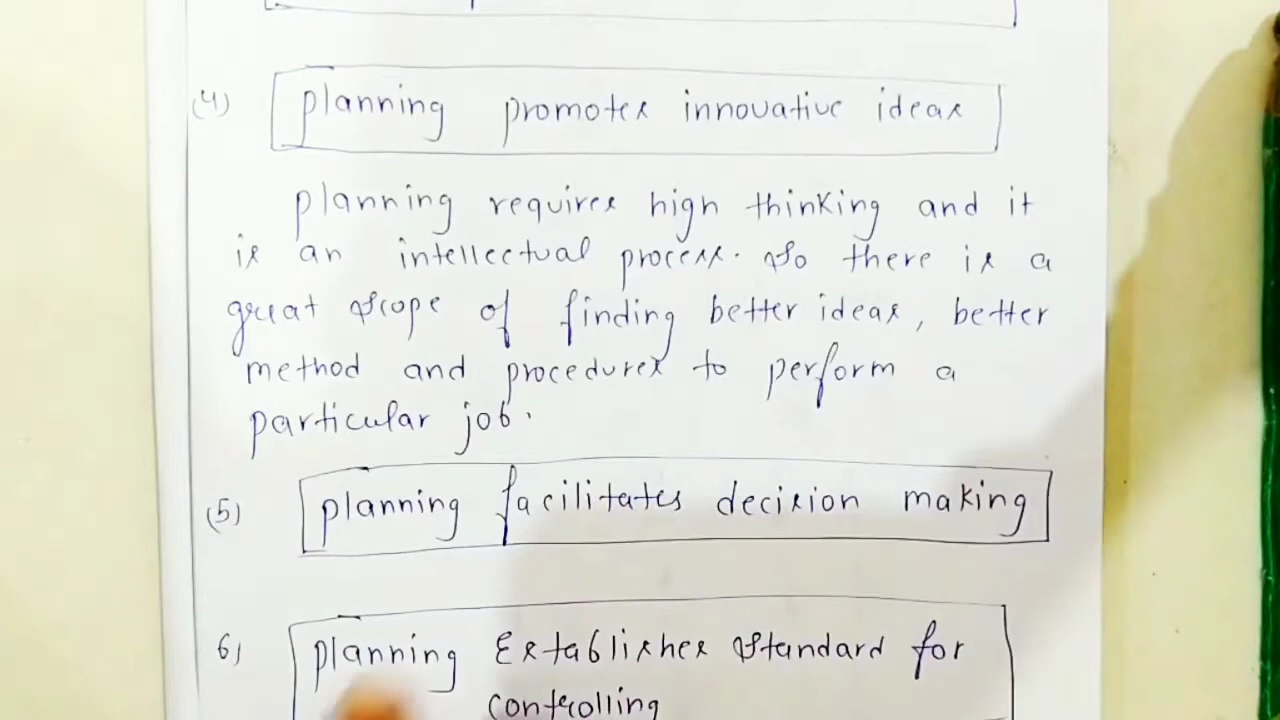 (4) planning promotes innovative ideas
planning requires high thinking and it
is an intellectual process. So there is a
great scope of finding better ideas, better
method and procedures to perform a
particular job.
(5) planning facilitates decision making
6) planning Establishes standard for
controlling